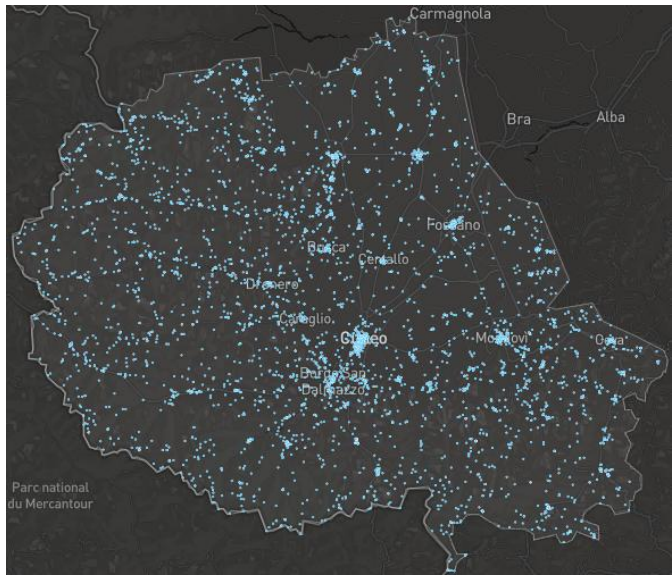 Carmagnola
Bra
Alba
Fossano
Busca
Centallo
Dronero
Caraglio
Cuneo
Mondovì
Ceva
Borgo San
Dalmazzo
Parc national
du Mercantour